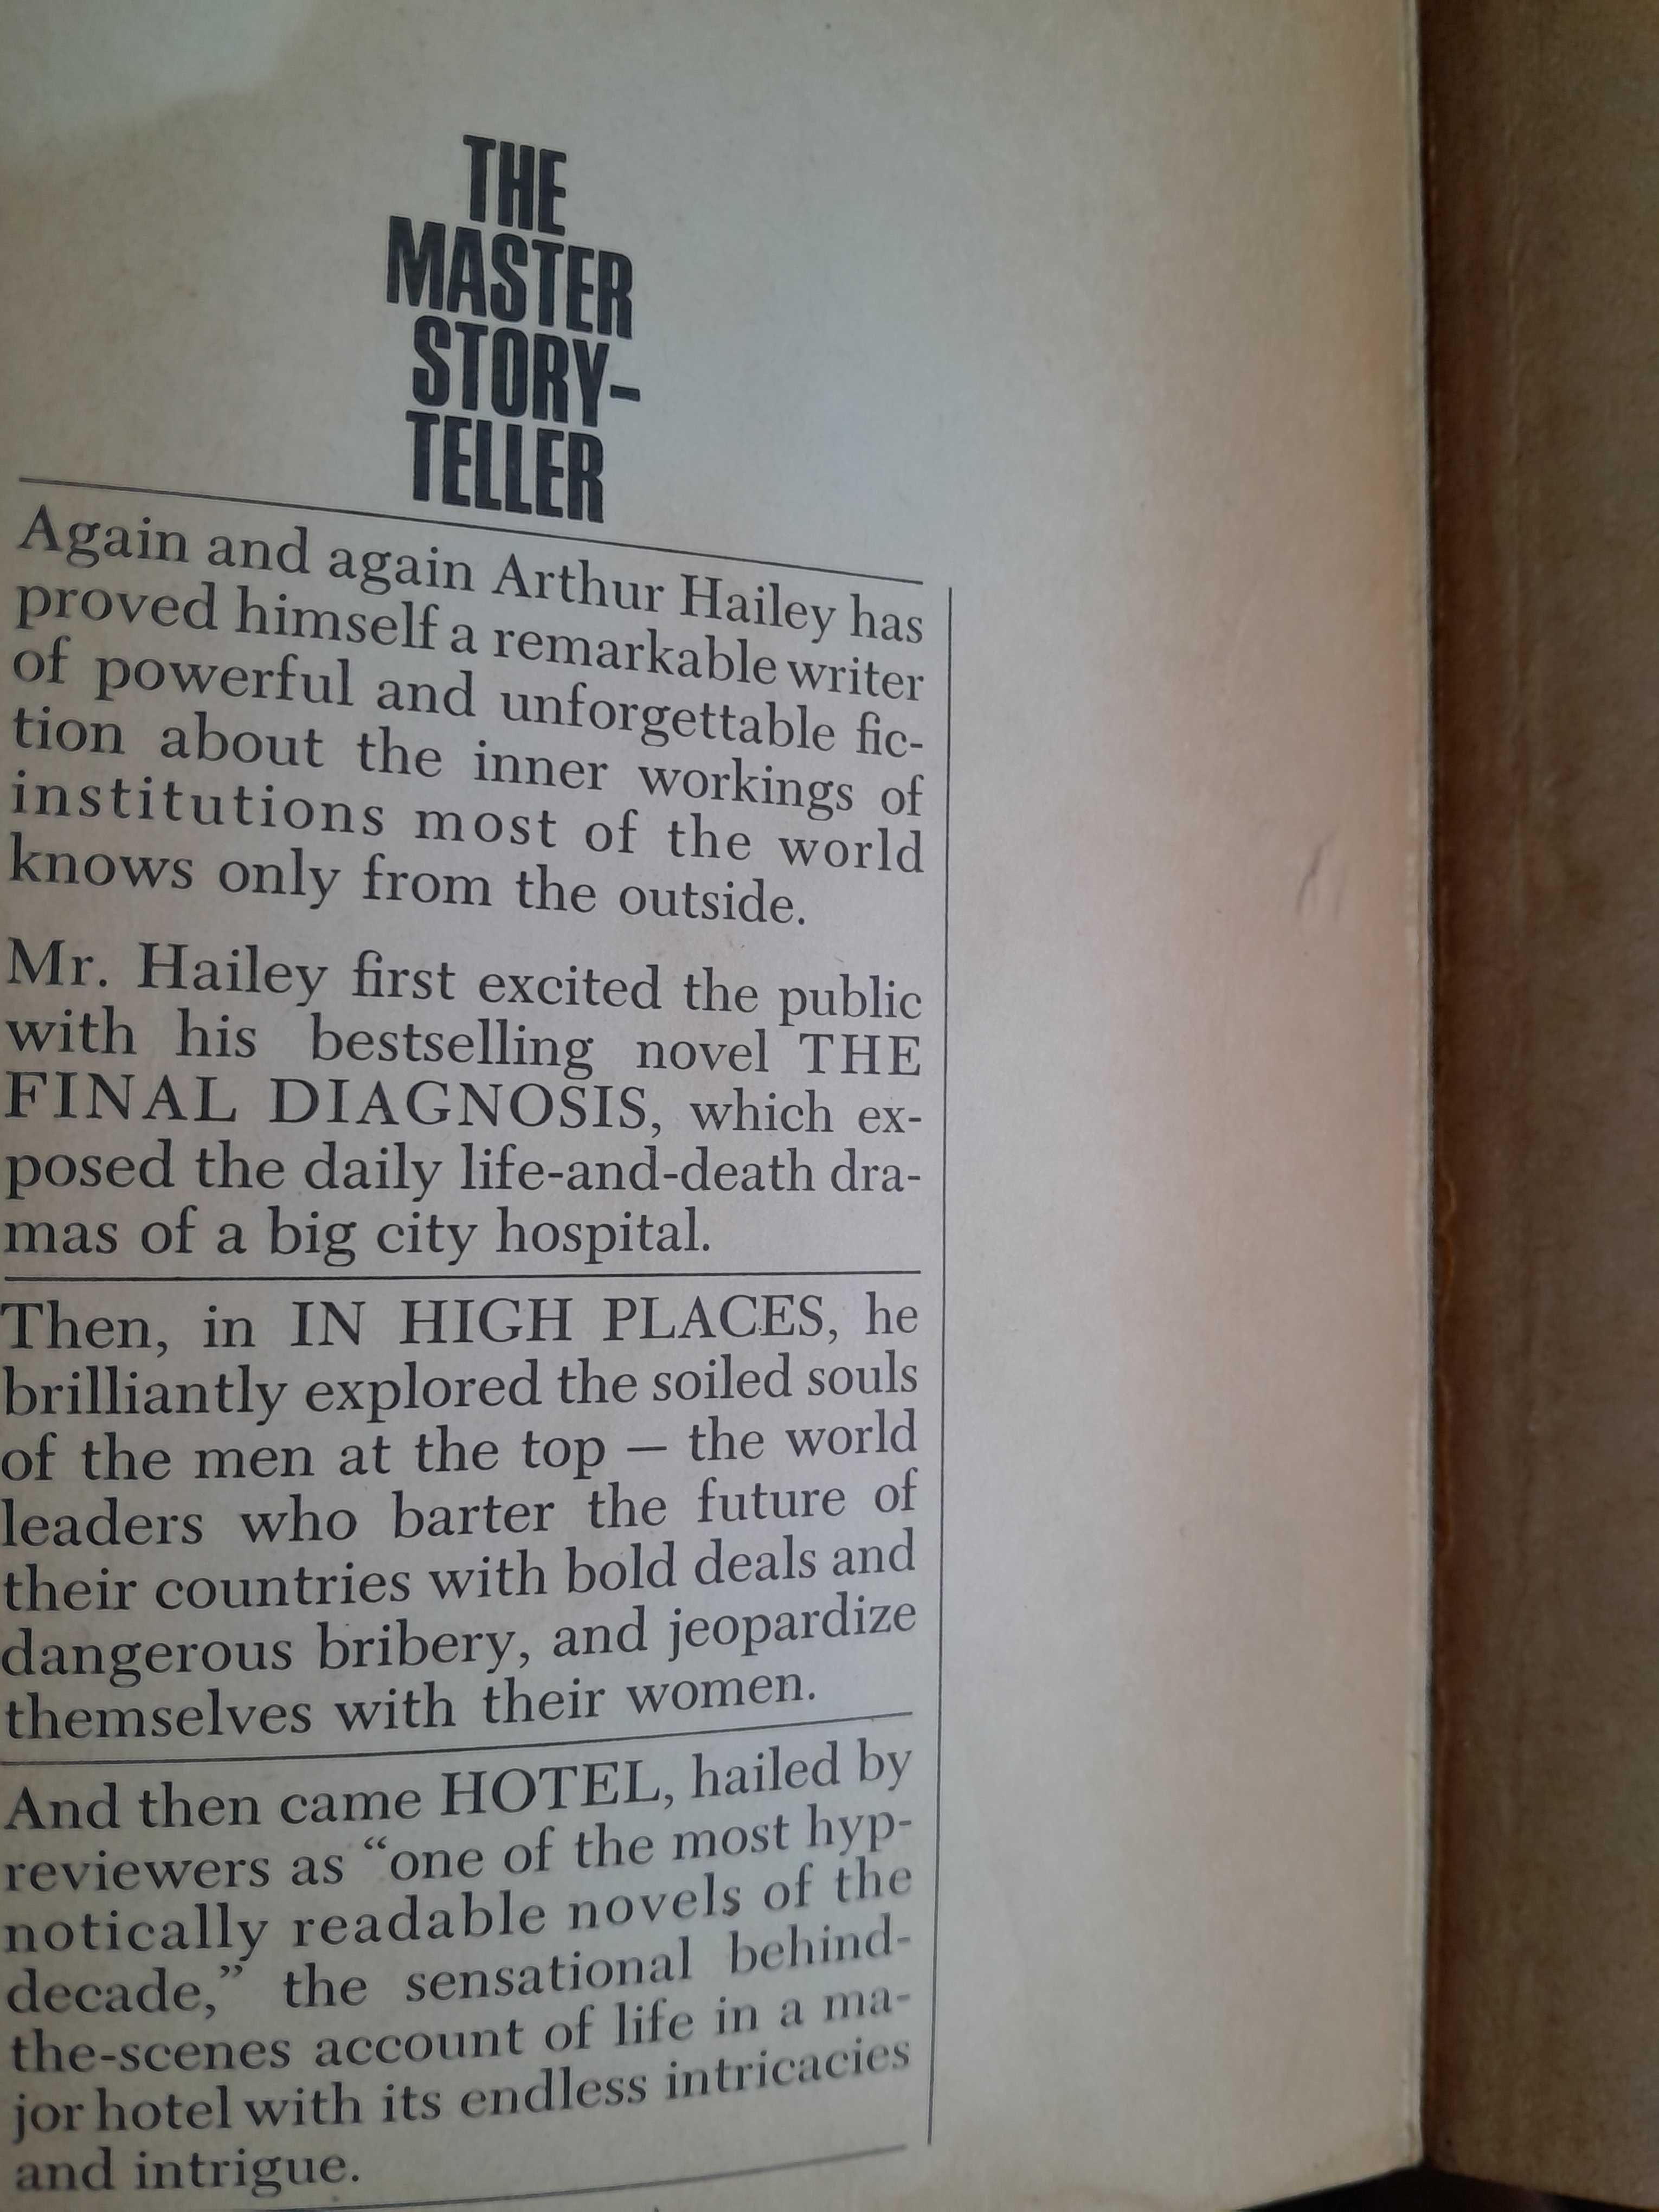 THE
MASTER
STORY-
TELLER
Again and again Arthur Hailey has
proved himself a remarkable writer
of powerful and unforgettable fic-
tion about the inner workings of
institutions most of the world
knows only from the outside.
Mr. Hailey first excited the public
with his bestselling novel THE
FINAL DIAGNOSIS, which ex-
posed the daily life-and-death dra-
mas of a big city hospital.
Then, in IN HIGH PLACES, he
brilliantly explored the soiled souls
of the men at the top — the world
leaders who barter the future of
their countries with bold deals and
dangerous bribery, and jeopardize
themselves with their women.
And then came HOTEL, hailed by
reviewers as “one of the most hyp-
notically readable novels of the
decade,” the sensational behind-
the-scenes account of life in a ma-
jor hotel with its endless intricacies
and intrigue.